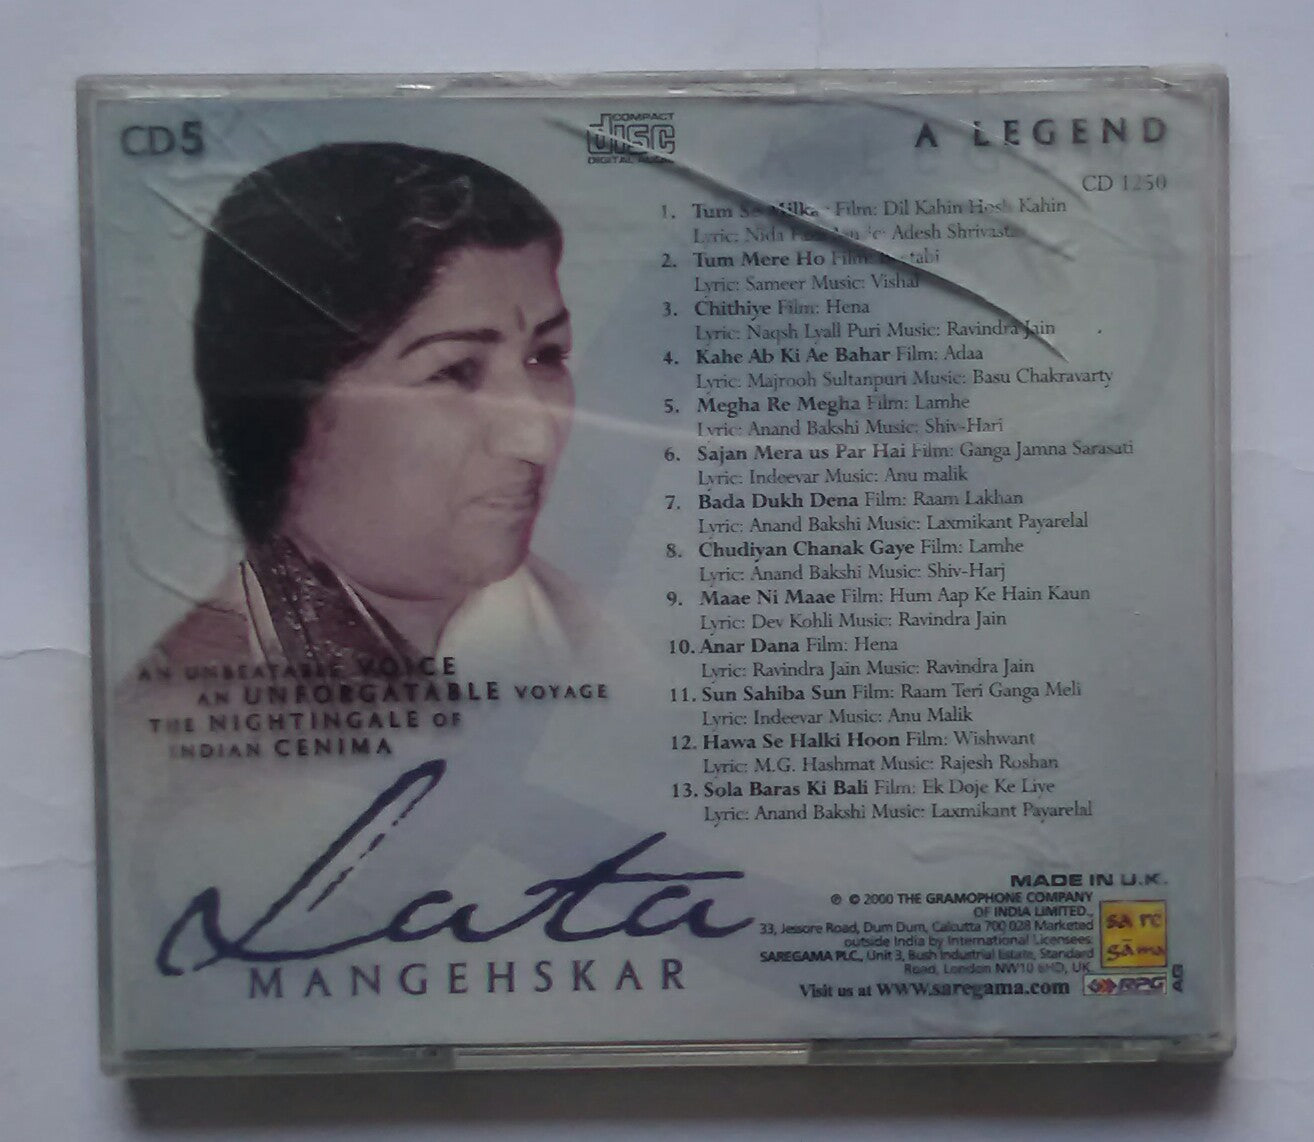 CD5
COMPACT
disc
DIGITAL AUDIO
A LEGEND
CD 1250
1. Tum Se Milkar Film: Dil Kahin Hosh Kahin
Lyric: Nida Adesh Shrivasta
2. Tum Mere Ho Film:
Lyric: Sameer Music: Vishal
3. Chithiye Film: Hena
Lyric: Naqsh Lyall Puri Music: Ravindra Jain
4. Kahe Ab Ki Ae Bahar Film: Adaa
Lyric: Majrooh Sultanpuri Music: Basu Chakravarty
5. Megha Re Megha Film: Lamhe
Lyric: Anand Bakshi Music: Shiv-Hari
6. Sajan Mera us Par Hai Film: Ganga Jamna Sarasati
Lyric: Indeevar Music: Anu malik
7. Bada Dukh Dena Film: Raam Lakhan
Lyric: Anand Bakshi Music: Laxmikant Payarelal
8. Chudiyan Chanak Gaye Film: Lamhe
Lyric: Anand Bakshi Music: Shiv-Harj
9. Maae Ni Maae Film: Hum Aap Ke Hain Kaun
Lyric: Dev Kohli Music: Ravindra Jain
10. Anar Dana Film: Hena
Lyric: Ravindra Jain Music: Ravindra Jain
11. Sun Sahiba Sun Film: Raam Teri Ganga Meli
Lyric: Indeevar Music: Anu Malik
12. Hawa Se Halki Hoon Film: Wishwant
Lyric: M.G. Hashmat Music: Rajesh Roshan
13. Sola Baras Ki Bali Film: Ek Doje Ke Liye
Lyric: Anand Bakshi Music: Laxmikant Payarelal
AN UNBEATABLE VOICE
AN UNFORGATABLE VOYAGE
THE NIGHTINGALE OF
INDIAN CENIMA
Lata
MANGEHSKAR
MADE IN U.K.
℗ © 2000 THE GRAMOPHONE COMPANY
OF INDIA LIMITED.,
33, Jessore Road, Dum Dum, Calcutta 700 028 Marketed
outside India by International Licensees:
SAREGAMA PLC., Unit 3, Bush Industrial Estate, Standard
Road, London NW10 6HD, UK
Visit us at www.saregama.com
sa re
gā ma
RPG